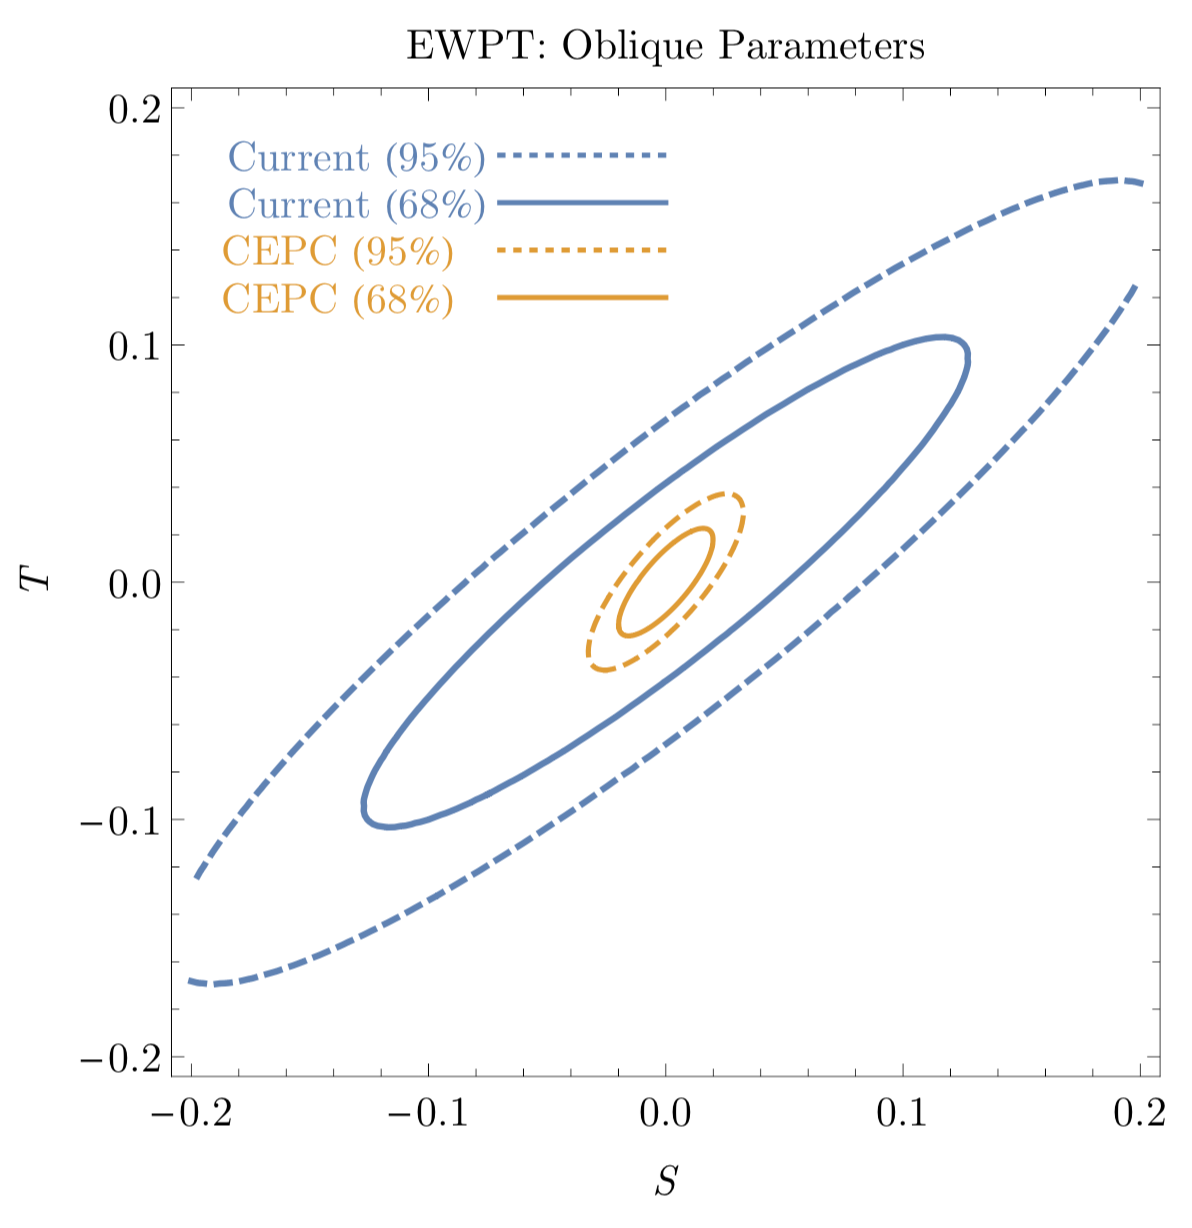 EWPT: Oblique Parameters
Current (95%)
Current (68%)
CEPC (95%)
CEPC (68%)
0.2
0.1
0.0
−0.1
−0.2
T
−0.2 −0.1 0.0 0.1 0.2
S